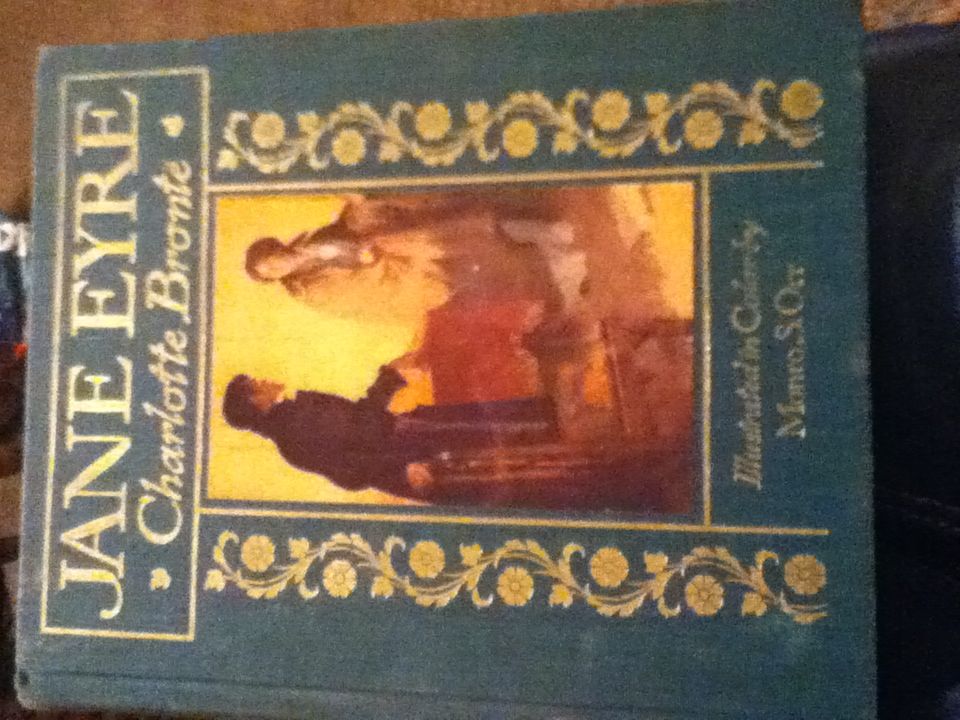 JANE EYRE
Charlotte Bronte
Illustrated in Color by
Monro.S.Orr